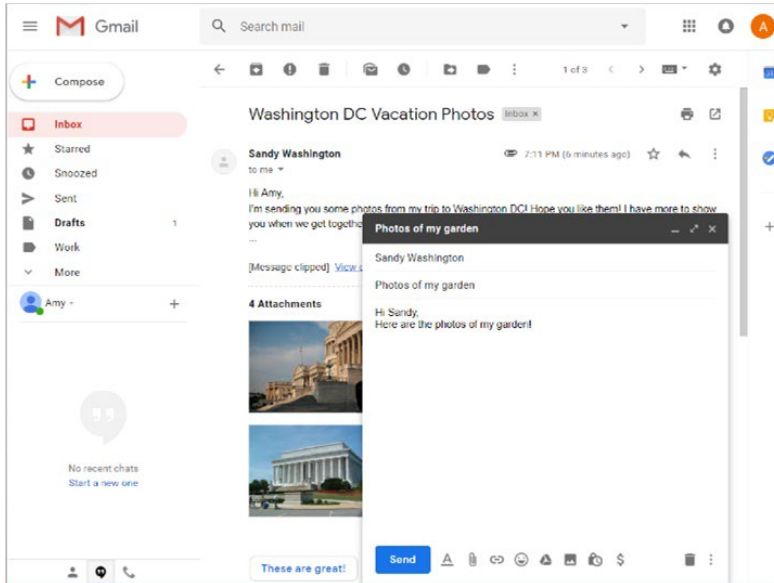 Gmail
Search mail
A
Compose
1 of 3
Washington DC Vacation Photos Inbox ×
Inbox
Starred
Snoozed
Sent
Drafts 1
Work
More
Amy
No recent chats
Start a new one
Sandy Washington
7:11 PM (6 minutes ago)
to me
Hi Amy,
I'm sending you some photos from my trip to Washington DC! Hope you like them! I have more to show
you when we get
...
[Message clipped] View
4 Attachments
These are great!
Photos of my garden
Sandy Washington
Photos of my garden
Hi Sandy,
Here are the photos of my garden!
Send